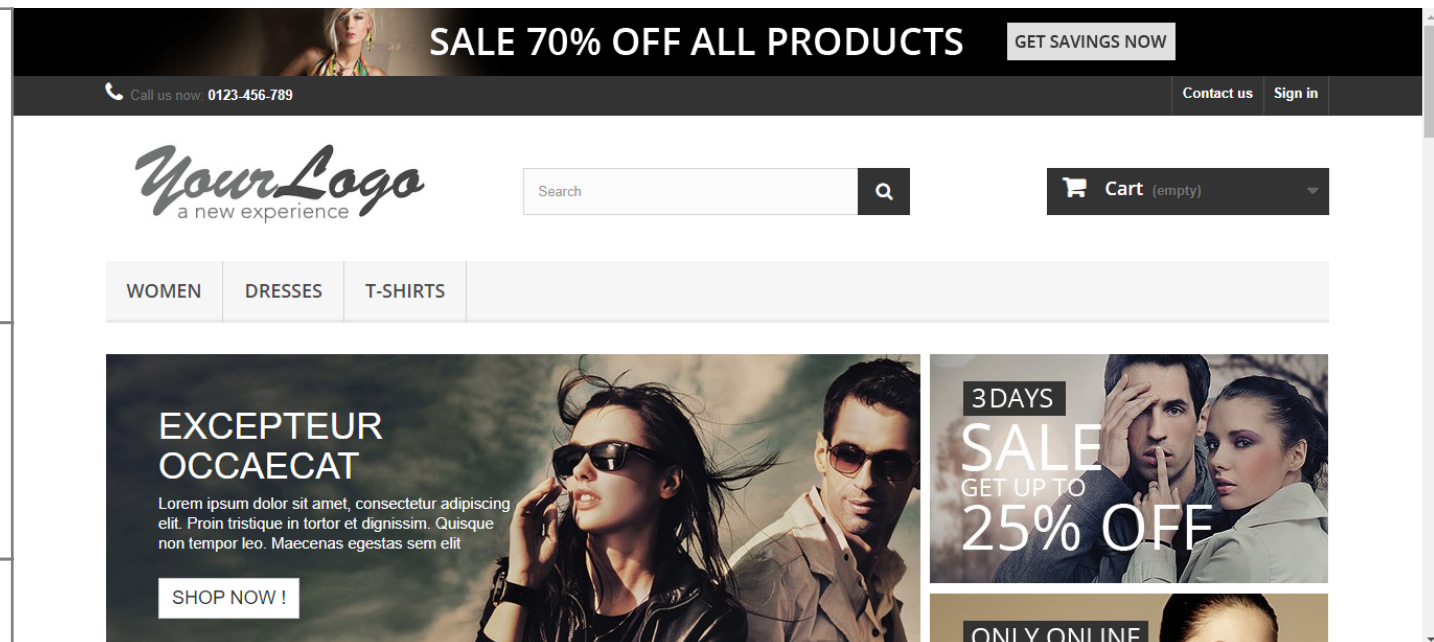 SALE 70% OFF ALL PRODUCTS GET SAVINGS NOW
Call us now: 0123-456-789 Contact us Sign in
YourLogo
a new experience
Search
Cart (empty)
WOMEN DRESSES T-SHIRTS
EXCEPTEUR
OCCAECAT
Lorem ipsum dolor sit amet, consectetur adipiscing
elit. Proin tristique in tortor et dignissim. Quisque
non tempor leo. Maecenas egestas sem elit
SHOP NOW !
3 DAYS
SALE
GET UP TO
25% OFF
ONLY ONLINE